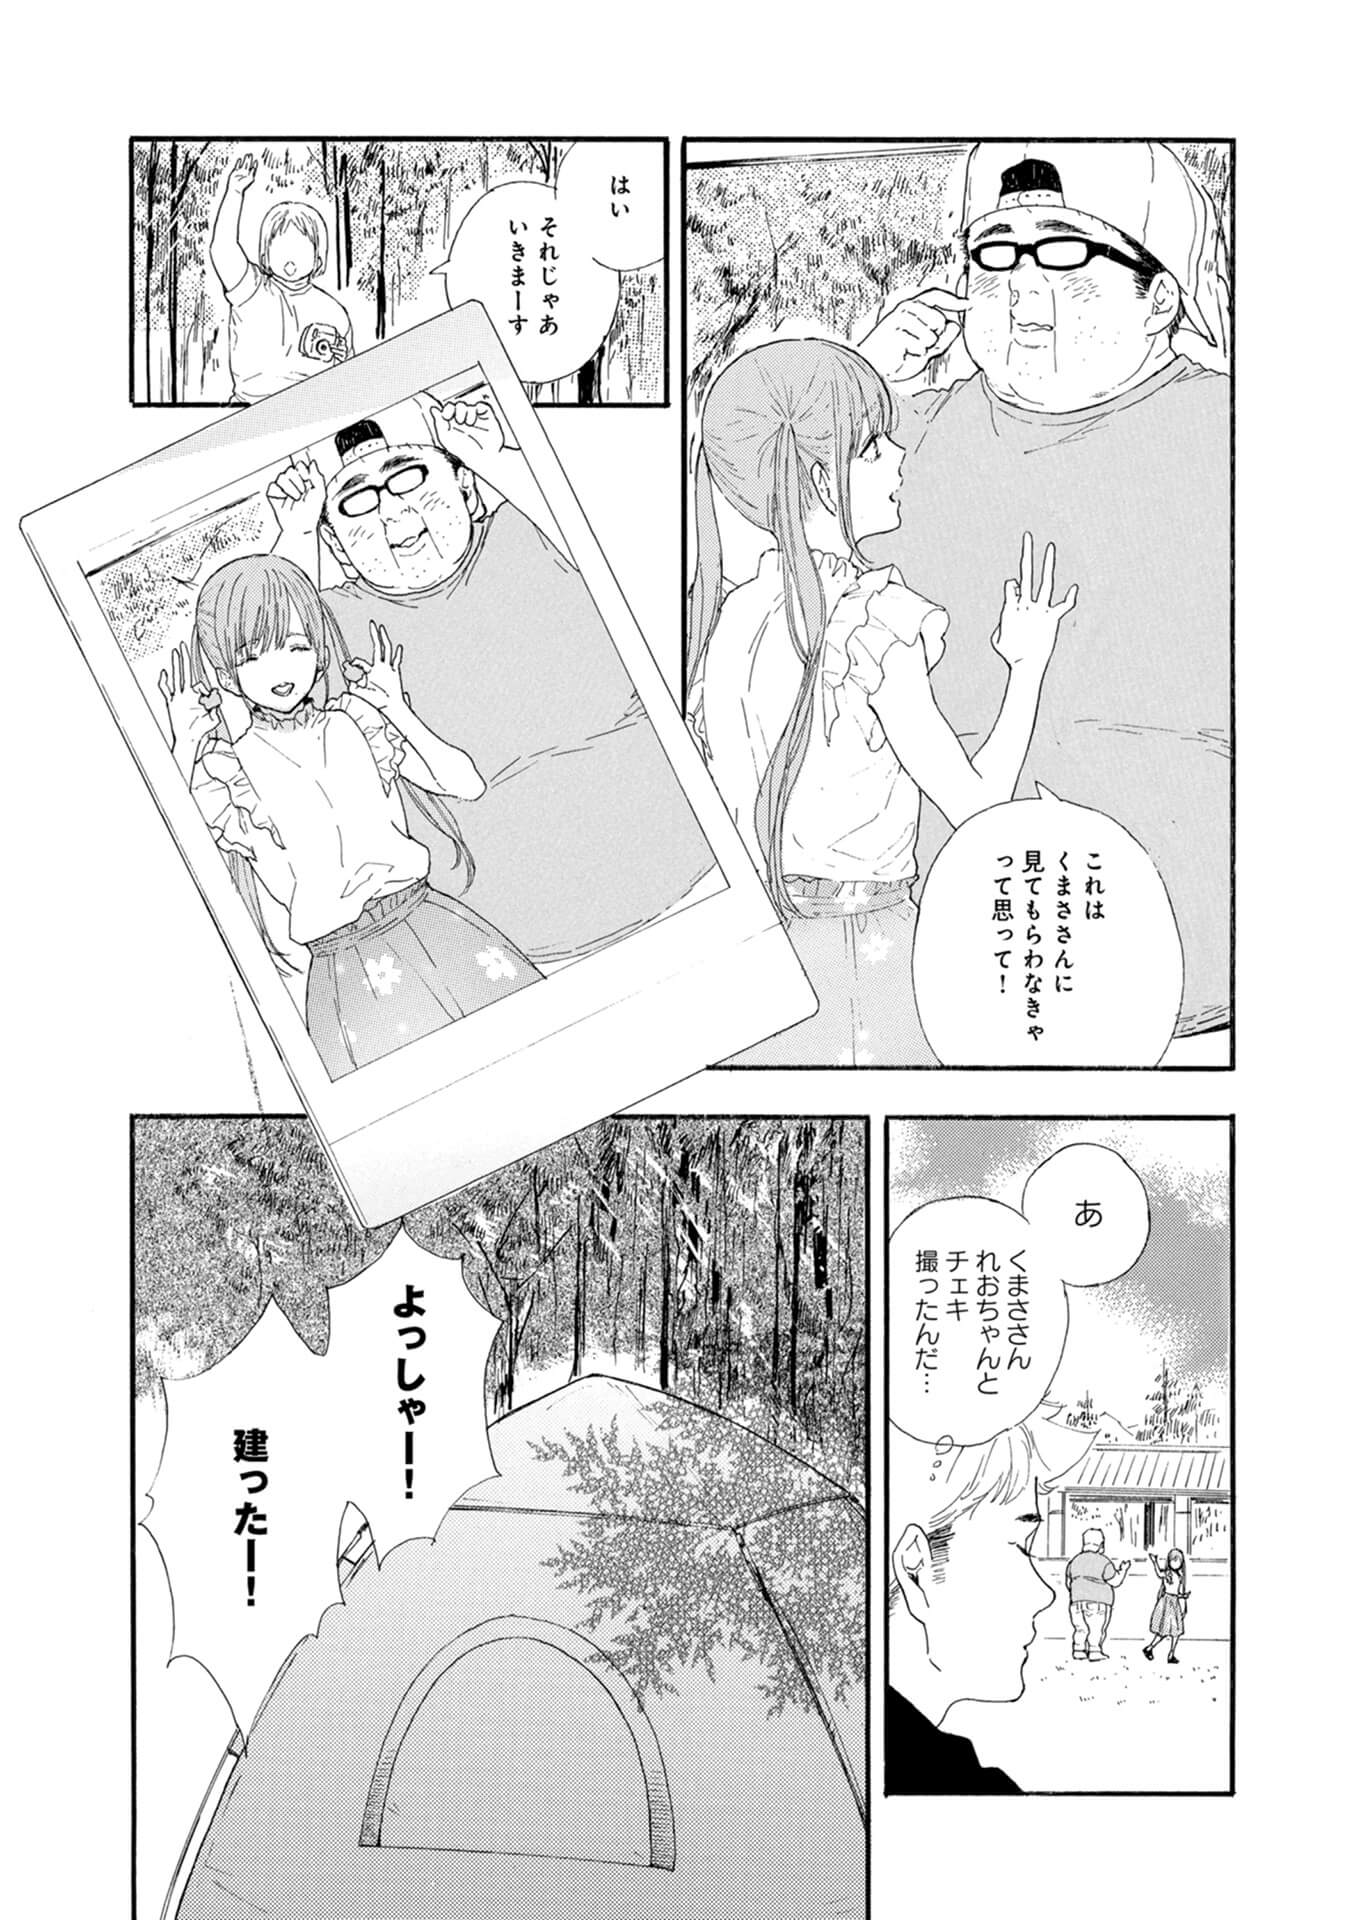 これは
くまささんに
見てもらわなきゃ
って思って！
はい
それじゃあ
いきまーす
あ
くまささん
れおちゃんと
チェキ
撮ったんだ…
よっしゃー！
建ったー！